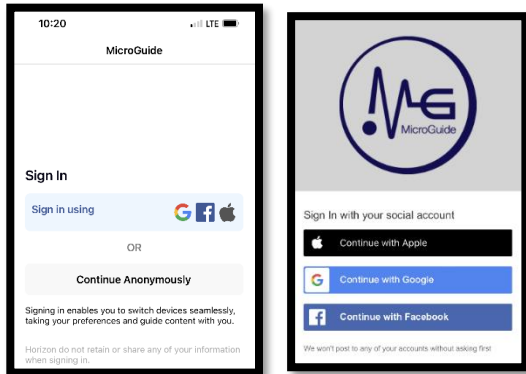 10:20
LTE
MicroGuide
Sign In
Sign in using
OR
Continue Anonymously
Signing in enables you to switch devices seamlessly,
taking your preferences and guide content with you.
Horizon do not retain or share any of your information
when signing in.
MG
MicroGuide
Sign In with your social account
Continue with Apple
G
Continue with Google
f
Continue with Facebook
We won't post to any of your accounts without asking first